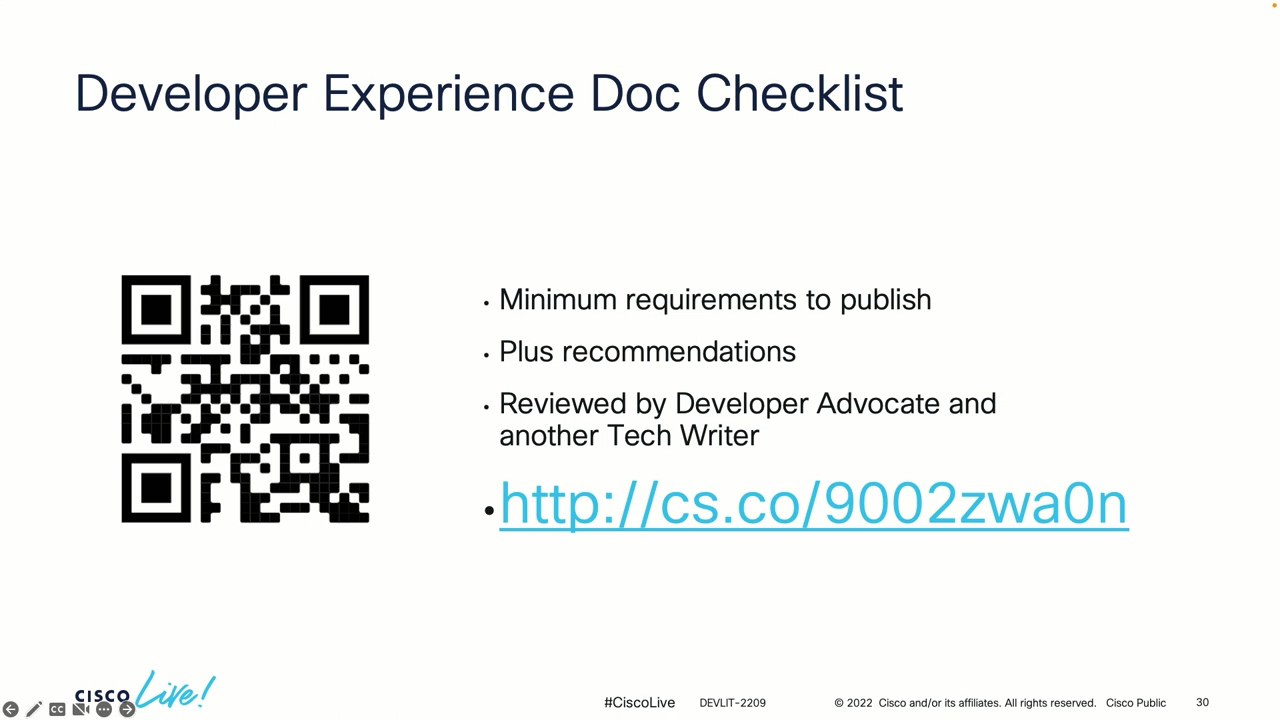 Developer Experience Doc Checklist
• Minimum requirements to publish
• Plus recommendations
• Reviewed by Developer Advocate and
another Tech Writer
• http://cs.co/9002zwa0n
CISCO Live!
CC
#CiscoLive
DEVLIT-2209
© 2022 Cisco and/or its affiliates. All rights reserved. Cisco Public
30